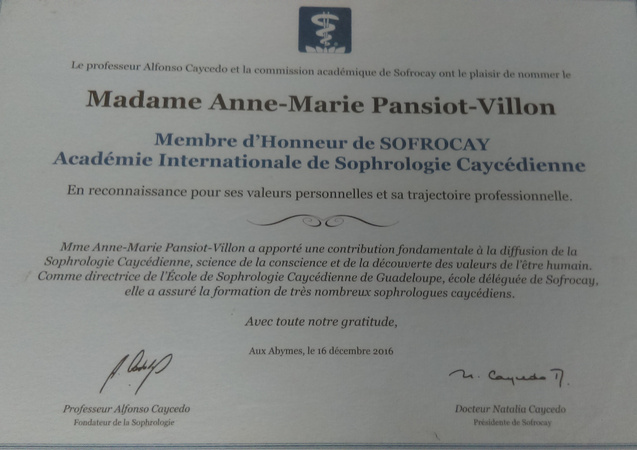 Le professeur Alfonso Caycedo et la commission académique de Sofrocay ont le plaisir de nommer le
Madame Anne-Marie Pansiot-Villon
Membre d'Honneur de SOFROCAY
Académie Internationale de Sophrologie Caycédienne
En reconnaissance pour ses valeurs personnelles et sa trajectoire professionnelle.
Mme Anne-Marie Pansiot-Villon a apporté une contribution fondamentale à la diffusion de la
Sophrologie Caycédienne, science de la conscience et de la découverte des valeurs de l'être humain.
Comme directrice de l'École de Sophrologie Caycédienne de Guadeloupe, école déléguée de Sofrocay,
elle a assuré la formation de très nombreux sophrologues caycédiens.
Avec toute notre gratitude,
Aux Abymes, le 16 décembre 2016
N. Caycedo
Professeur Alfonso Caycedo
Docteur Natalia Caycedo
Fondateur de la Sophrologie
Présidente de Sofrocay